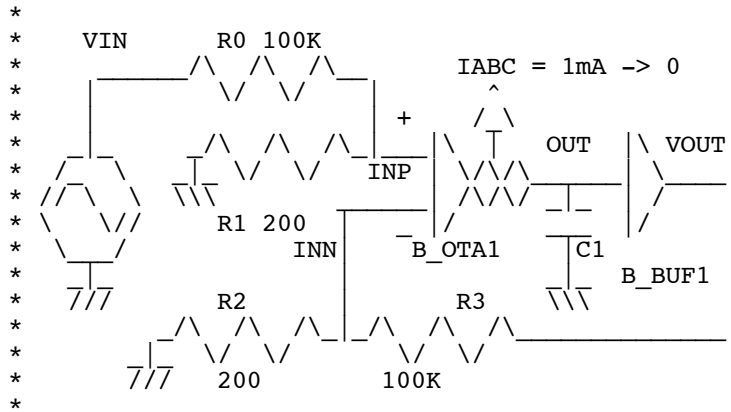 VIN R0 100K
IABC = 1mA -> 0
+
OUT VOUT
INP
R1 200 _
INN B_OTA1 C1
B_BUF1
R2 R3
200 100K